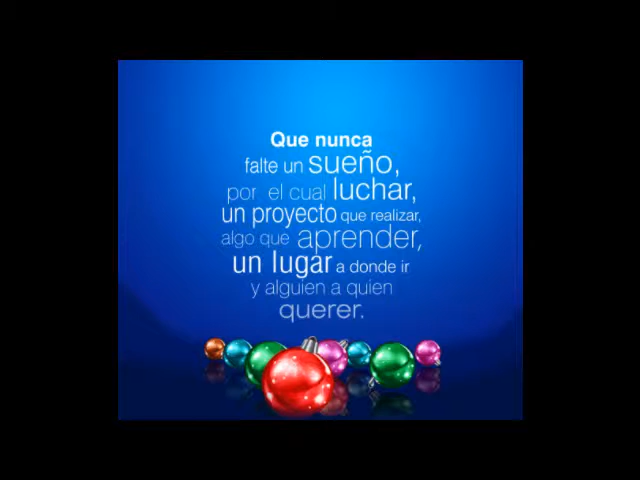 Que nunca
falte un sueño,
por el cual luchar,
un proyecto que realizar,
algo que aprender,
un lugar a donde ir
y alguien a quien
querer.